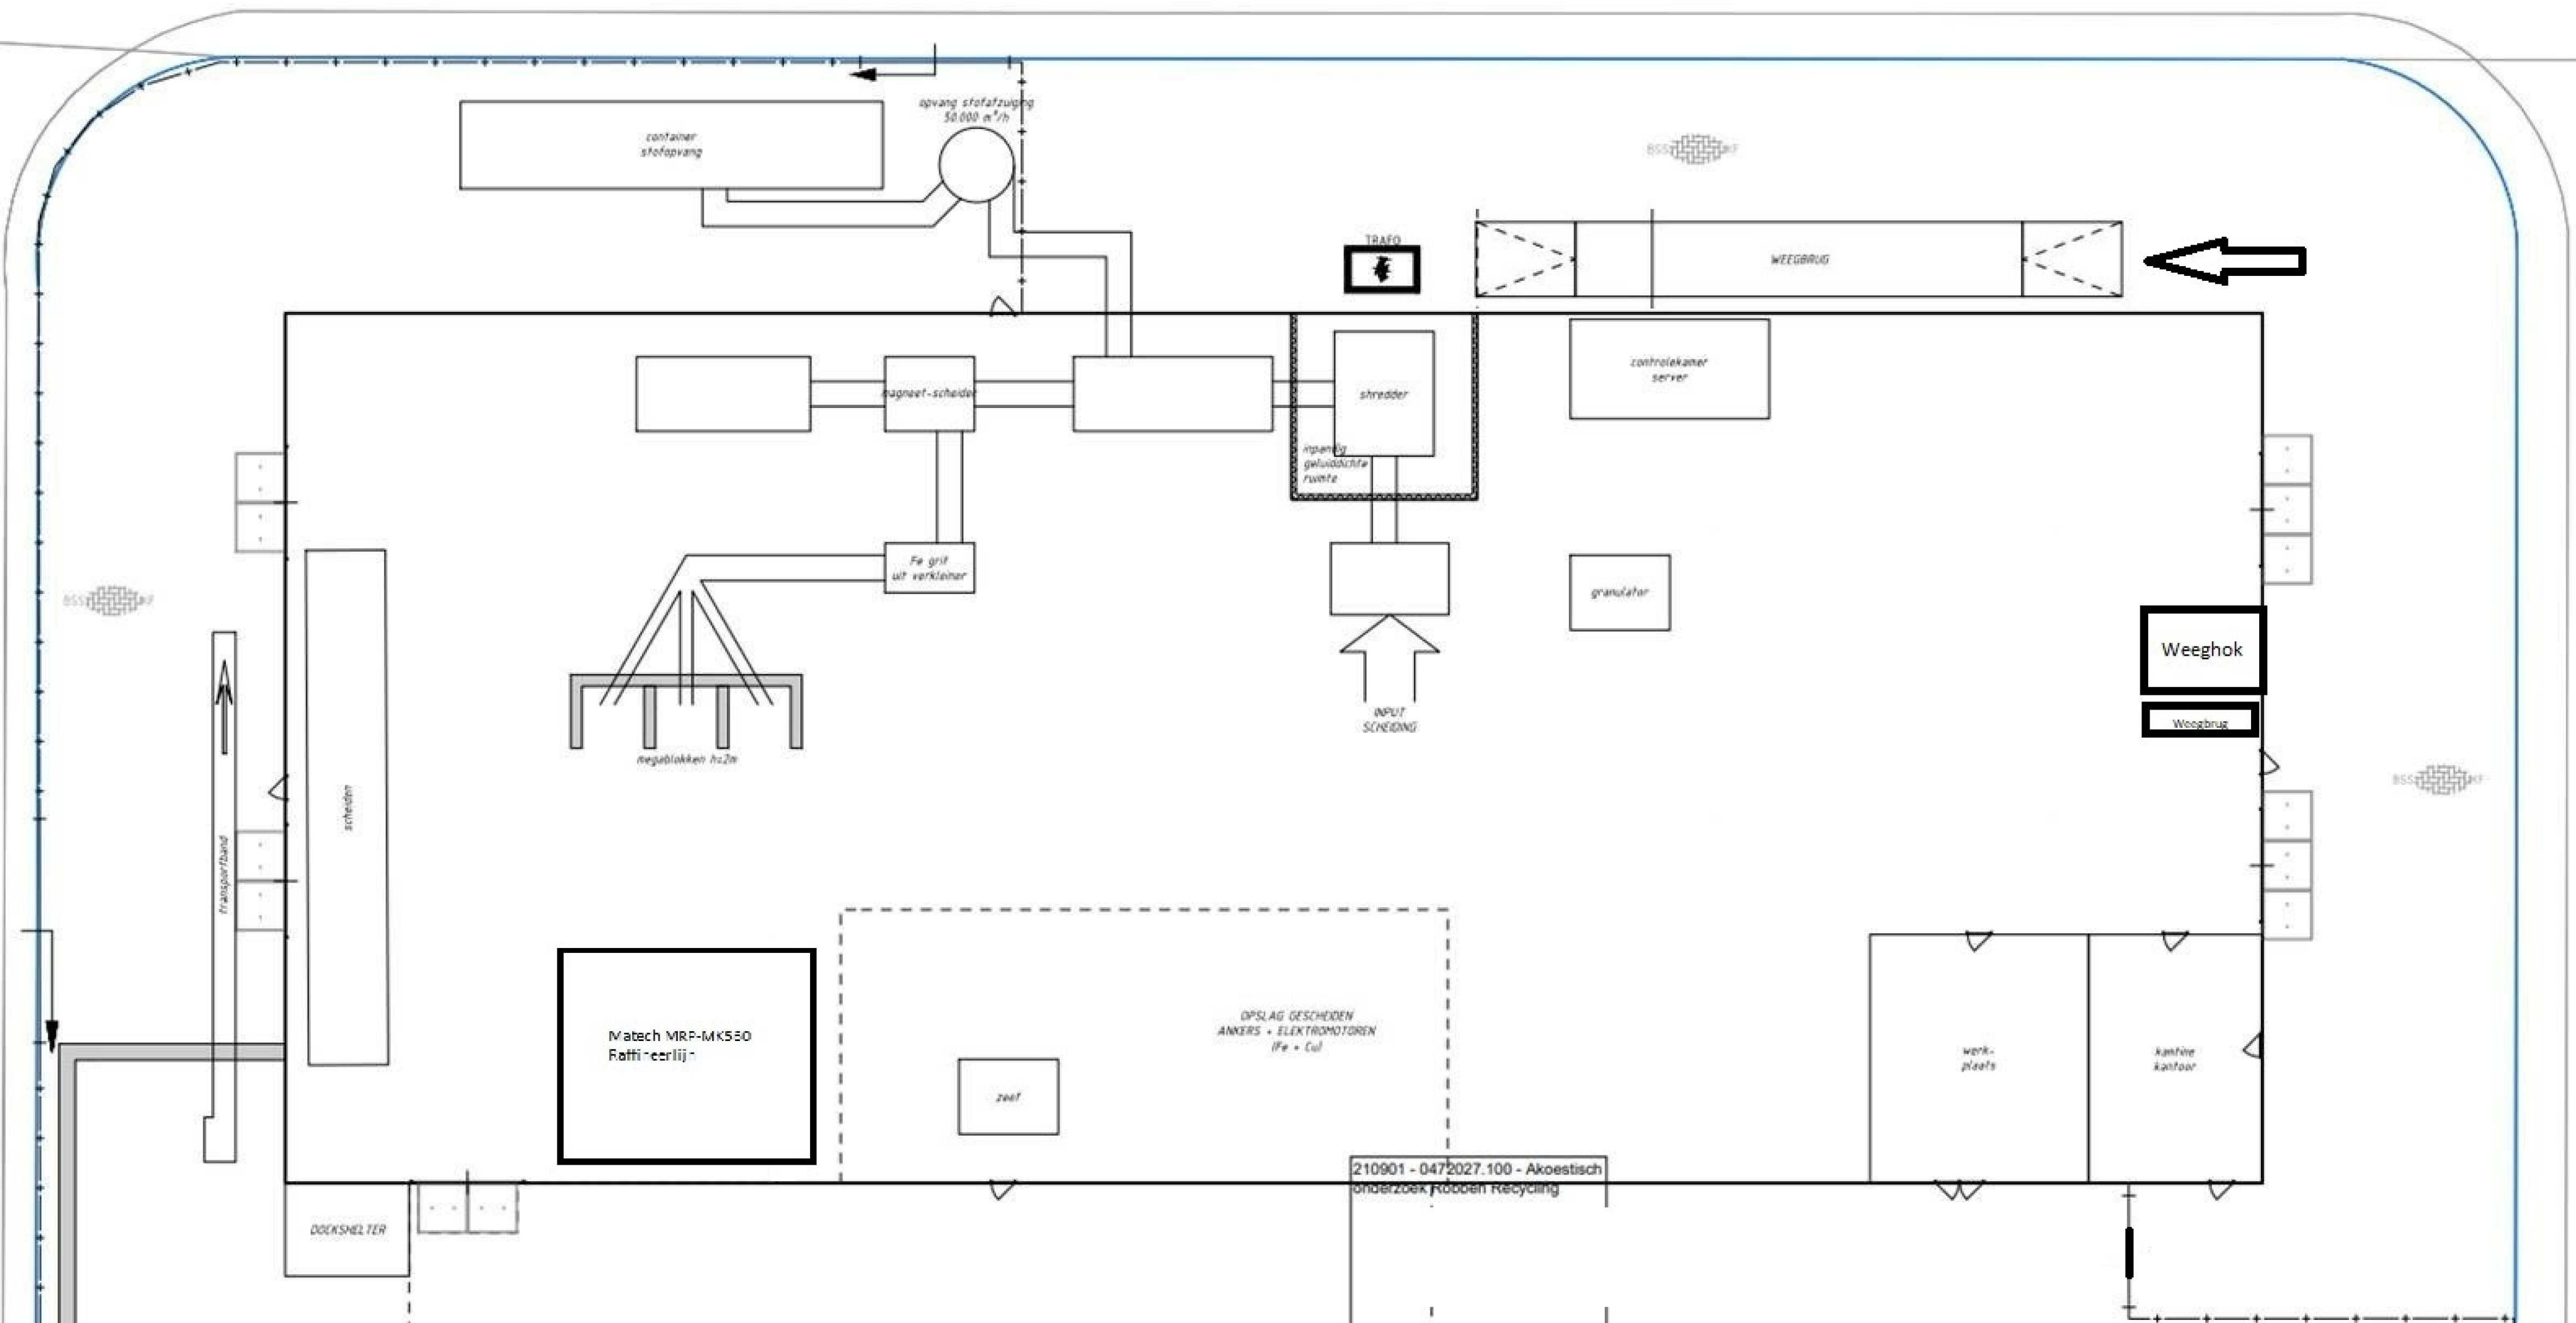 opvang stofafzuiging
50.000 m³/h
container
stofopvang
TRAFO
WEEGBRUG
controlekamer
server
magneet-scheider
shredder
inpandig
geluiddichte
ruimte
Fe grif
uit verkleiner
granulator
Weeghok
Weegbrug
INPUT
SCHEIDING
megablokken h=2m
scheiden
transportband
OPSLAG GESCHEIDEN
ANKERS + ELEKTROMOTOREN
(Fe + Cu)
Matech MRP-MK550
Raffineerlijn
zeef
werk-
plaats
kantine
kantoor
210901 - 0472027.100 - Akoestisch
onderzoek Robben Recycling
DOCKSHELTER